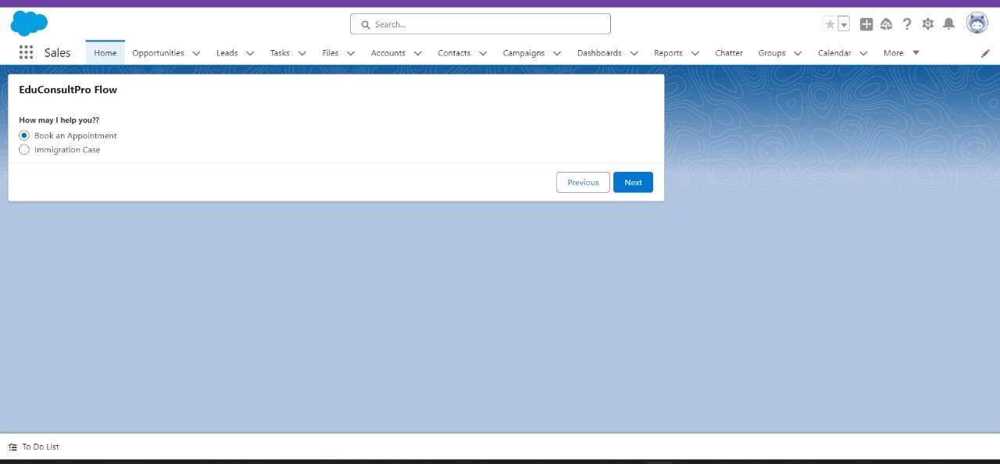 Search...
Sales Home Opportunities Leads Tasks Files Accounts Contacts Campaigns Dashboards Reports Chatter Groups Calendar More
EduConsultPro Flow
How may I help you??
Book an Appointment
Immigration Case
Previous Next
To Do List